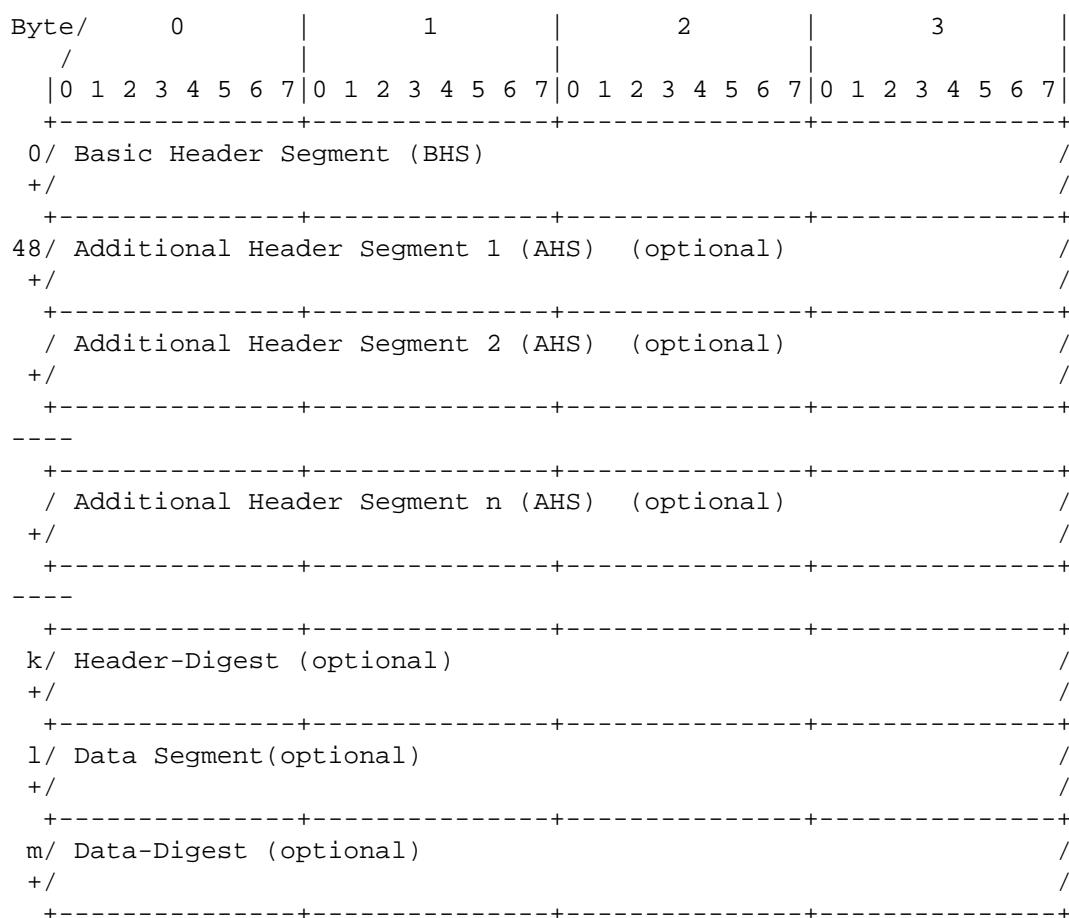 Byte/     0       |       1       |       2       |       3       |
   /              |               |               |               |
  |0 1 2 3 4 5 6 7|0 1 2 3 4 5 6 7|0 1 2 3 4 5 6 7|0 1 2 3 4 5 6 7|
  +---------------+---------------+---------------+---------------+
 0/ Basic Header Segment (BHS)                                    /
 +/                                                               /
  +---------------+---------------+---------------+---------------+
48/ Additional Header Segment 1 (AHS)  (optional)                 /
 +/                                                               /
  +---------------+---------------+---------------+---------------+
  / Additional Header Segment 2 (AHS)  (optional)                 /
 +/                                                               /
  +---------------+---------------+---------------+---------------+
----
  +---------------+---------------+---------------+---------------+
  / Additional Header Segment n (AHS)  (optional)                 /
 +/                                                               /
  +---------------+---------------+---------------+---------------+
----
  +---------------+---------------+---------------+---------------+
 k/ Header-Digest (optional)                                      /
 +/                                                               /
  +---------------+---------------+---------------+---------------+
 l/ Data Segment(optional)                                        /
 +/                                                               /
  +---------------+---------------+---------------+---------------+
 m/ Data-Digest (optional)                                        /
 +/                                                               /
  +---------------+---------------+---------------+---------------+